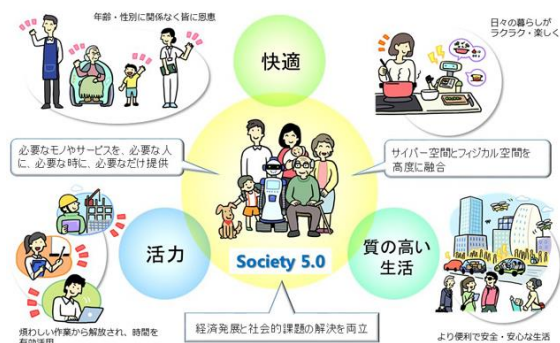 年齢・性別に関係なく皆に恩恵
日々の暮らしが
ラクラク・楽しく
快適
必要なモノやサービスを、必要な人
に、必要な時に、必要なだけ提供
サイバー空間とフィジカル空間を
高度に融合
活力
Society 5.0
質の高い
生活
経済発展と社会的課題の解決を両立
煩わしい作業から解放され、時間を
有効活用
より便利で安全・安心な生活